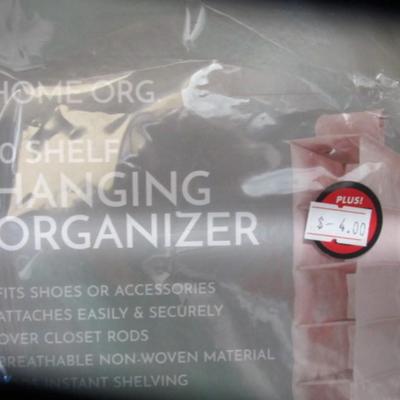 HOME ORG
0 SHELF
HANGING
ORGANIZER
PLUS!
$- 4.00
FITS SHOES OR ACCESSORIES
ATTACHES EASILY & SECURELY
OVER CLOSET RODS
BREATHABLE NON-WOVEN MATERIAL
INSTANT SHELVING